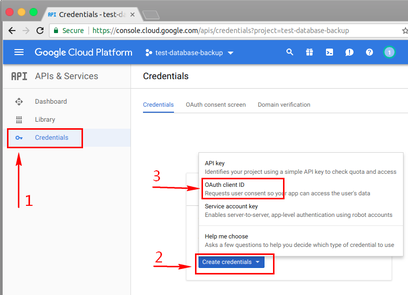 Credentials - test-databa
Secure https://console.cloud.google.com/apis/credentials?project=test-database-backup
Google Cloud Platform test-database-backup
API APIs & Services Credentials
Dashboard
Library
Credentials
Credentials OAuth consent screen Domain verification
API key
Identifies your project using a simple API key to check quota and access
OAuth client ID
Requests user consent so your app can access the user's data
Service account key
Enables server-to-server, app-level authentication using robot accounts
Help me choose
Asks a few questions to help you decide which type of credential to use
Create credentials
1
2
3